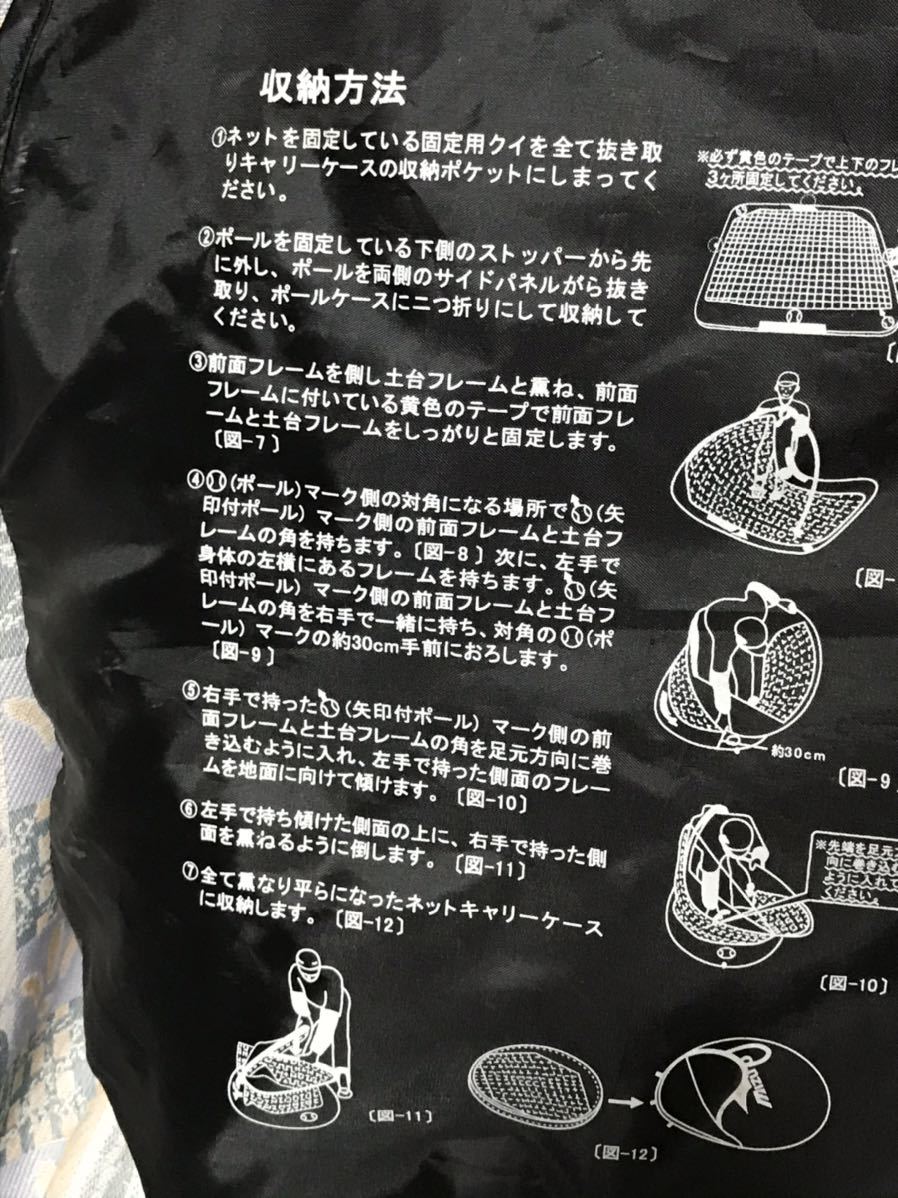 収納方法
①ネットを固定している固定用クイを全て抜き取
りキャリーケースの収納ポケットにしまってく
ださい。
②ポールを固定している下側のストッパーから先
に外し、ポールを両側のサイドパネルがら抜き
取り、ポールケースに二つ折りにして収納して
ください。
③前面フレームを側し土台フレームと薫ね、前面
フレームに付いている黄色のテープで前面フレ
ームと土台フレームをしっがりと固定します。
〔図-7〕
④(ポール)マーク側の対角になる場所で(矢
印付ポール) マーク側の前面フレームと土台フ
レームの角を持ちます。〔図-8〕次に、左手で
身体の左横にあるフレームを持ちます。(矢
印付ポール) マーク側の前面フレームと土台フ
レームの角を右手で一緒に持ち、対角の(ポ
ール) マークの約30cm手前におろします。
〔図-9〕
⑤右手で持った(矢印付ポール) マーク側の前
面フレームと土台フレームの角を足元方向に巻
き込むように入れ、左手で持った側面のフレー
ムを地面に向けて傾けます。〔図-10〕
⑥左手で持ち傾けた側面の上に、右手で持った側
面を薫ねるように倒します。〔図-11〕
⑦全て薫なり平らになったネットキャリーケース
に収納します。〔図-12〕
※必ず黄色のテープで上下のフレ
3ヶ所固定してください。
〔図-
約30cm
〔図-9
※先端を足元方
向に巻き込む
ように入れて
ください。
〔図-10〕
〔図-11〕
〔図-12〕